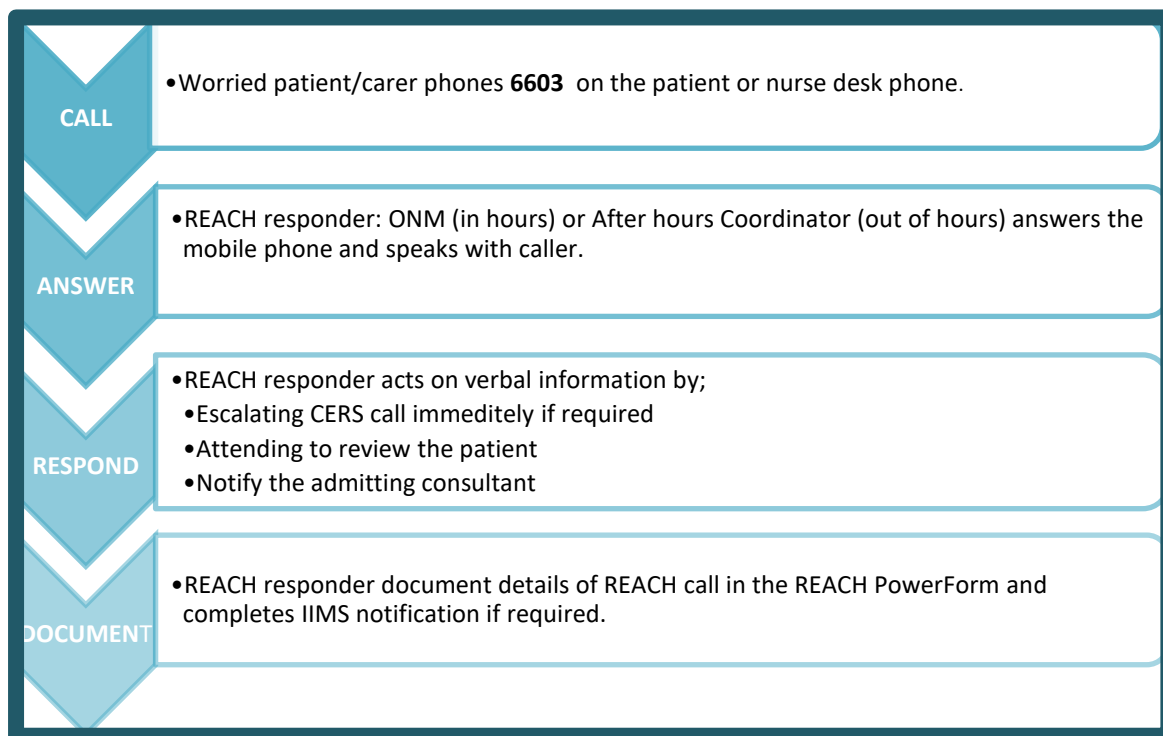 CALL
•Worried patient/carer phones 6603 on the patient or nurse desk phone.
ANSWER
•REACH responder: ONM (in hours) or After hours Coordinator (out of hours) answers the
mobile phone and speaks with caller.
RESPOND
•REACH responder acts on verbal information by;
•Escalating CERS call immeditely if required
•Attending to review the patient
•Notify the admitting consultant
DOCUMENT
•REACH responder document details of REACH call in the REACH PowerForm and
completes IIMS notification if required.